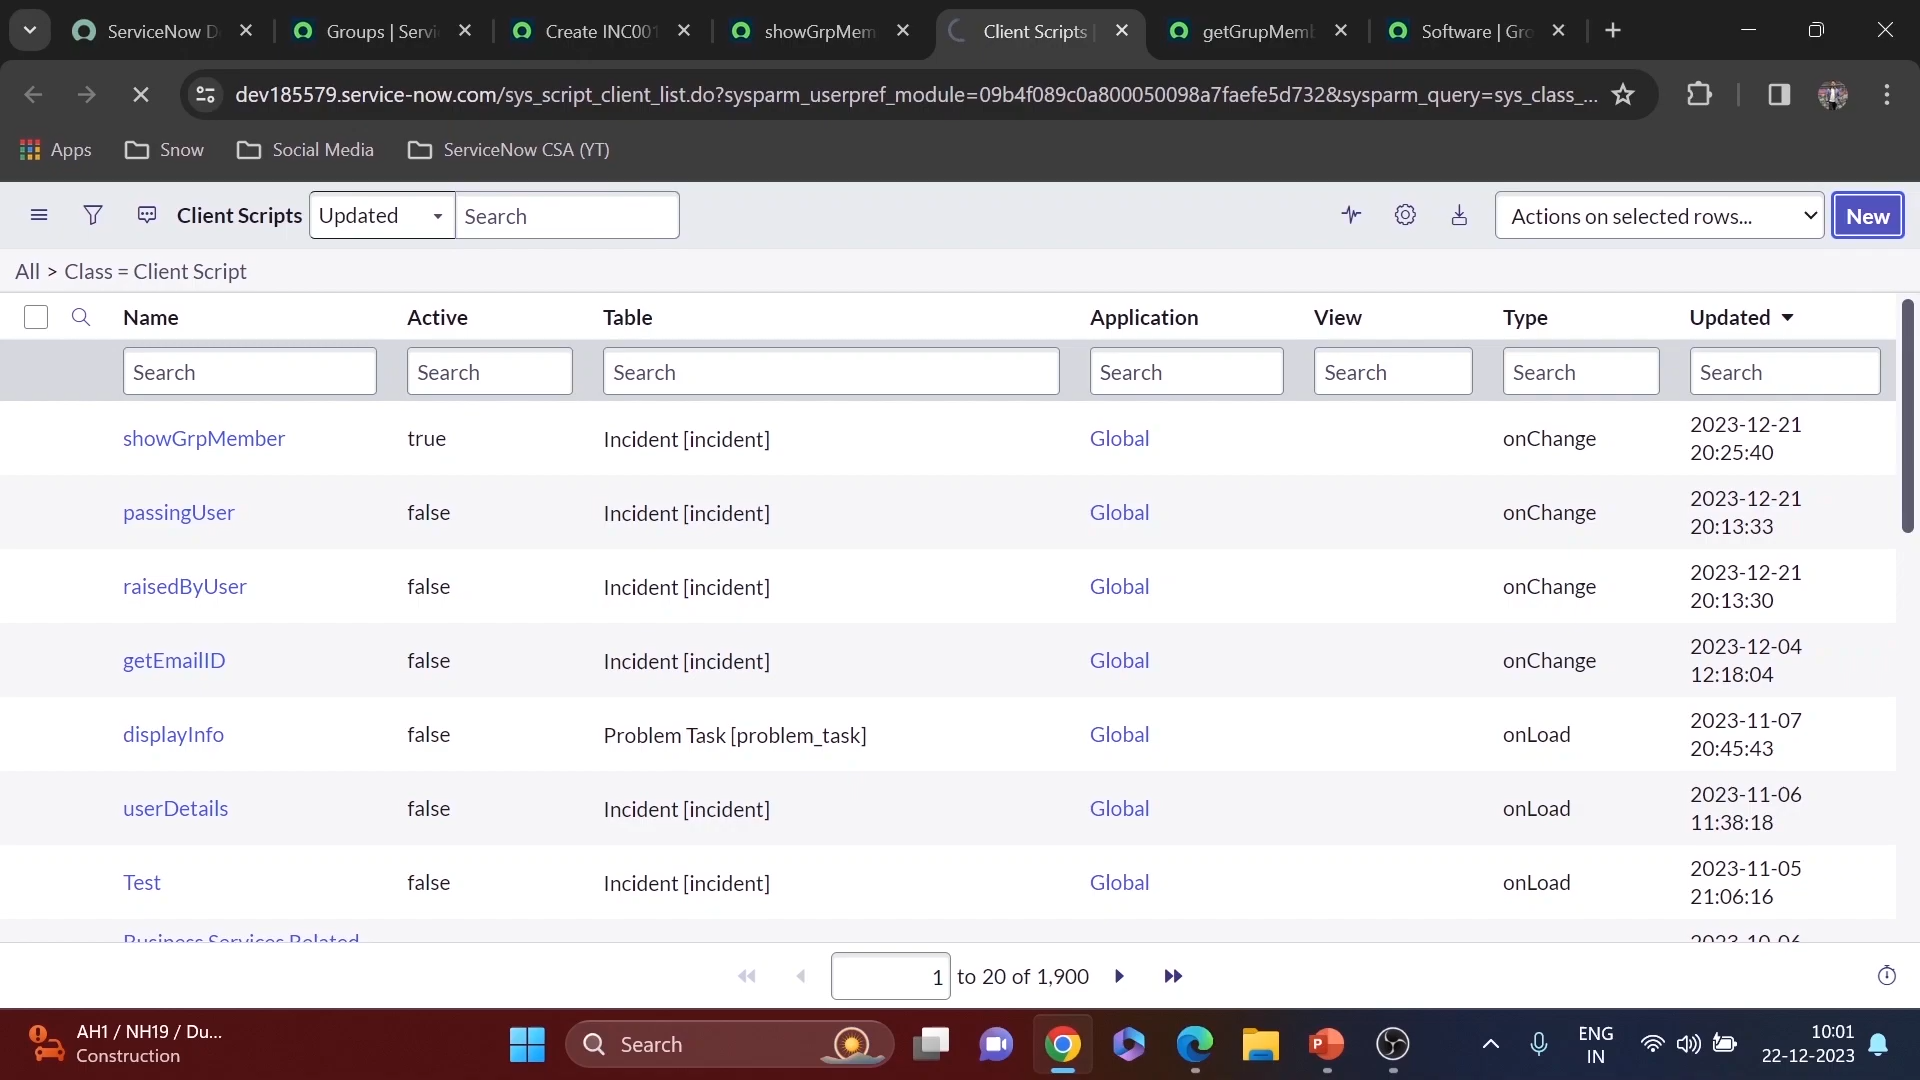 ServiceNow D
Groups | Servi
Create INC001
showGrpMem
Client Scripts |
getGrupMemb
Software | Gro
dev185579.service-now.com/sys_script_client_list.do?sysparm_userpref_module=09b4f089c0a800050098a7faefe5d732&sysparm_query=sys_class_...
Apps
Snow
Social Media
ServiceNow CSA (YT)
Client Scripts
Updated
Search
Actions on selected rows...
New
All > Class = Client Script
Name
Active
Table
Application
View
Type
Updated
Search
Search
Search
Search
Search
Search
Search
showGrpMember
true
Incident [incident]
Global
onChange
2023-12-21
20:25:40
passingUser
false
Incident [incident]
Global
onChange
2023-12-21
20:13:33
raisedByUser
false
Incident [incident]
Global
onChange
2023-12-21
20:13:30
getEmailID
false
Incident [incident]
Global
onChange
2023-12-04
12:18:04
displayInfo
false
Problem Task [problem_task]
Global
onLoad
2023-11-07
20:45:43
userDetails
false
Incident [incident]
Global
onLoad
2023-11-06
11:38:18
Test
false
Incident [incident]
Global
onLoad
2023-11-05
21:06:16
Business Services Related
2023-10-06
1 to 20 of 1,900
AH1 / NH19 / Du...
Construction
Search
ENG
IN
10:01
22-12-2023